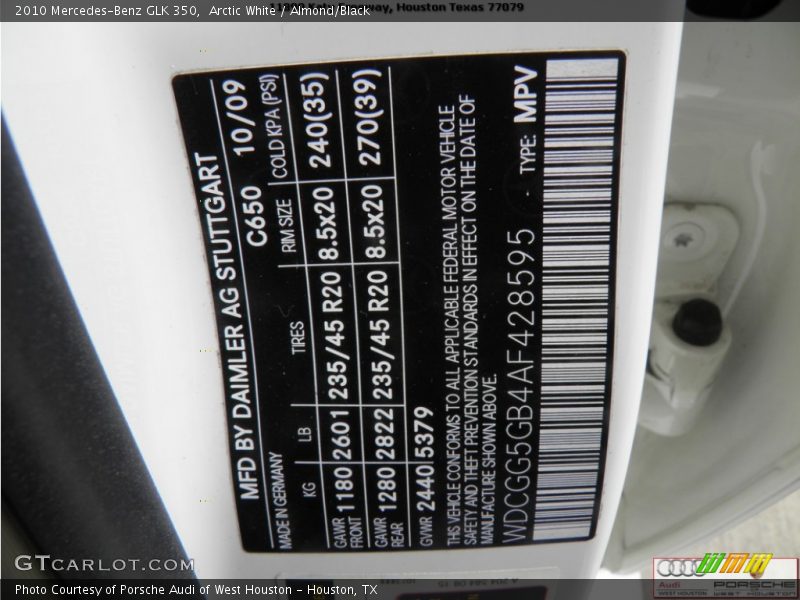 2010 Mercedes-Benz GLK 350,  Arctic White / Almond/Black
Houston Texas 77079
MFD BY DAIMLER AG STUTTGART
MADE IN GERMANY C650 10/09
KG LB TIRES RIM SIZE COLD KPA (PSI)
GAWR FRONT 1180 2601 235/45 R20 8.5x20 240(35)
GAWR REAR 1280 2822 235/45 R20 8.5x20 270(39)
GVWR 2440 5379
THIS VEHICLE CONFORMS TO ALL APPLICABLE FEDERAL MOTOR VEHICLE
SAFETY AND THEFT PREVENTION STANDARDS IN EFFECT ON THE DATE OF
MANUFACTURE SHOWN ABOVE.
WDCGG5GB4AF428595 TYPE: MPV
GTCARLOT.COM
Audi PORSCHE
WEST HOUSTON WEST HOUSTON
Photo Courtesy of Porsche Audi of West Houston - Houston, TX